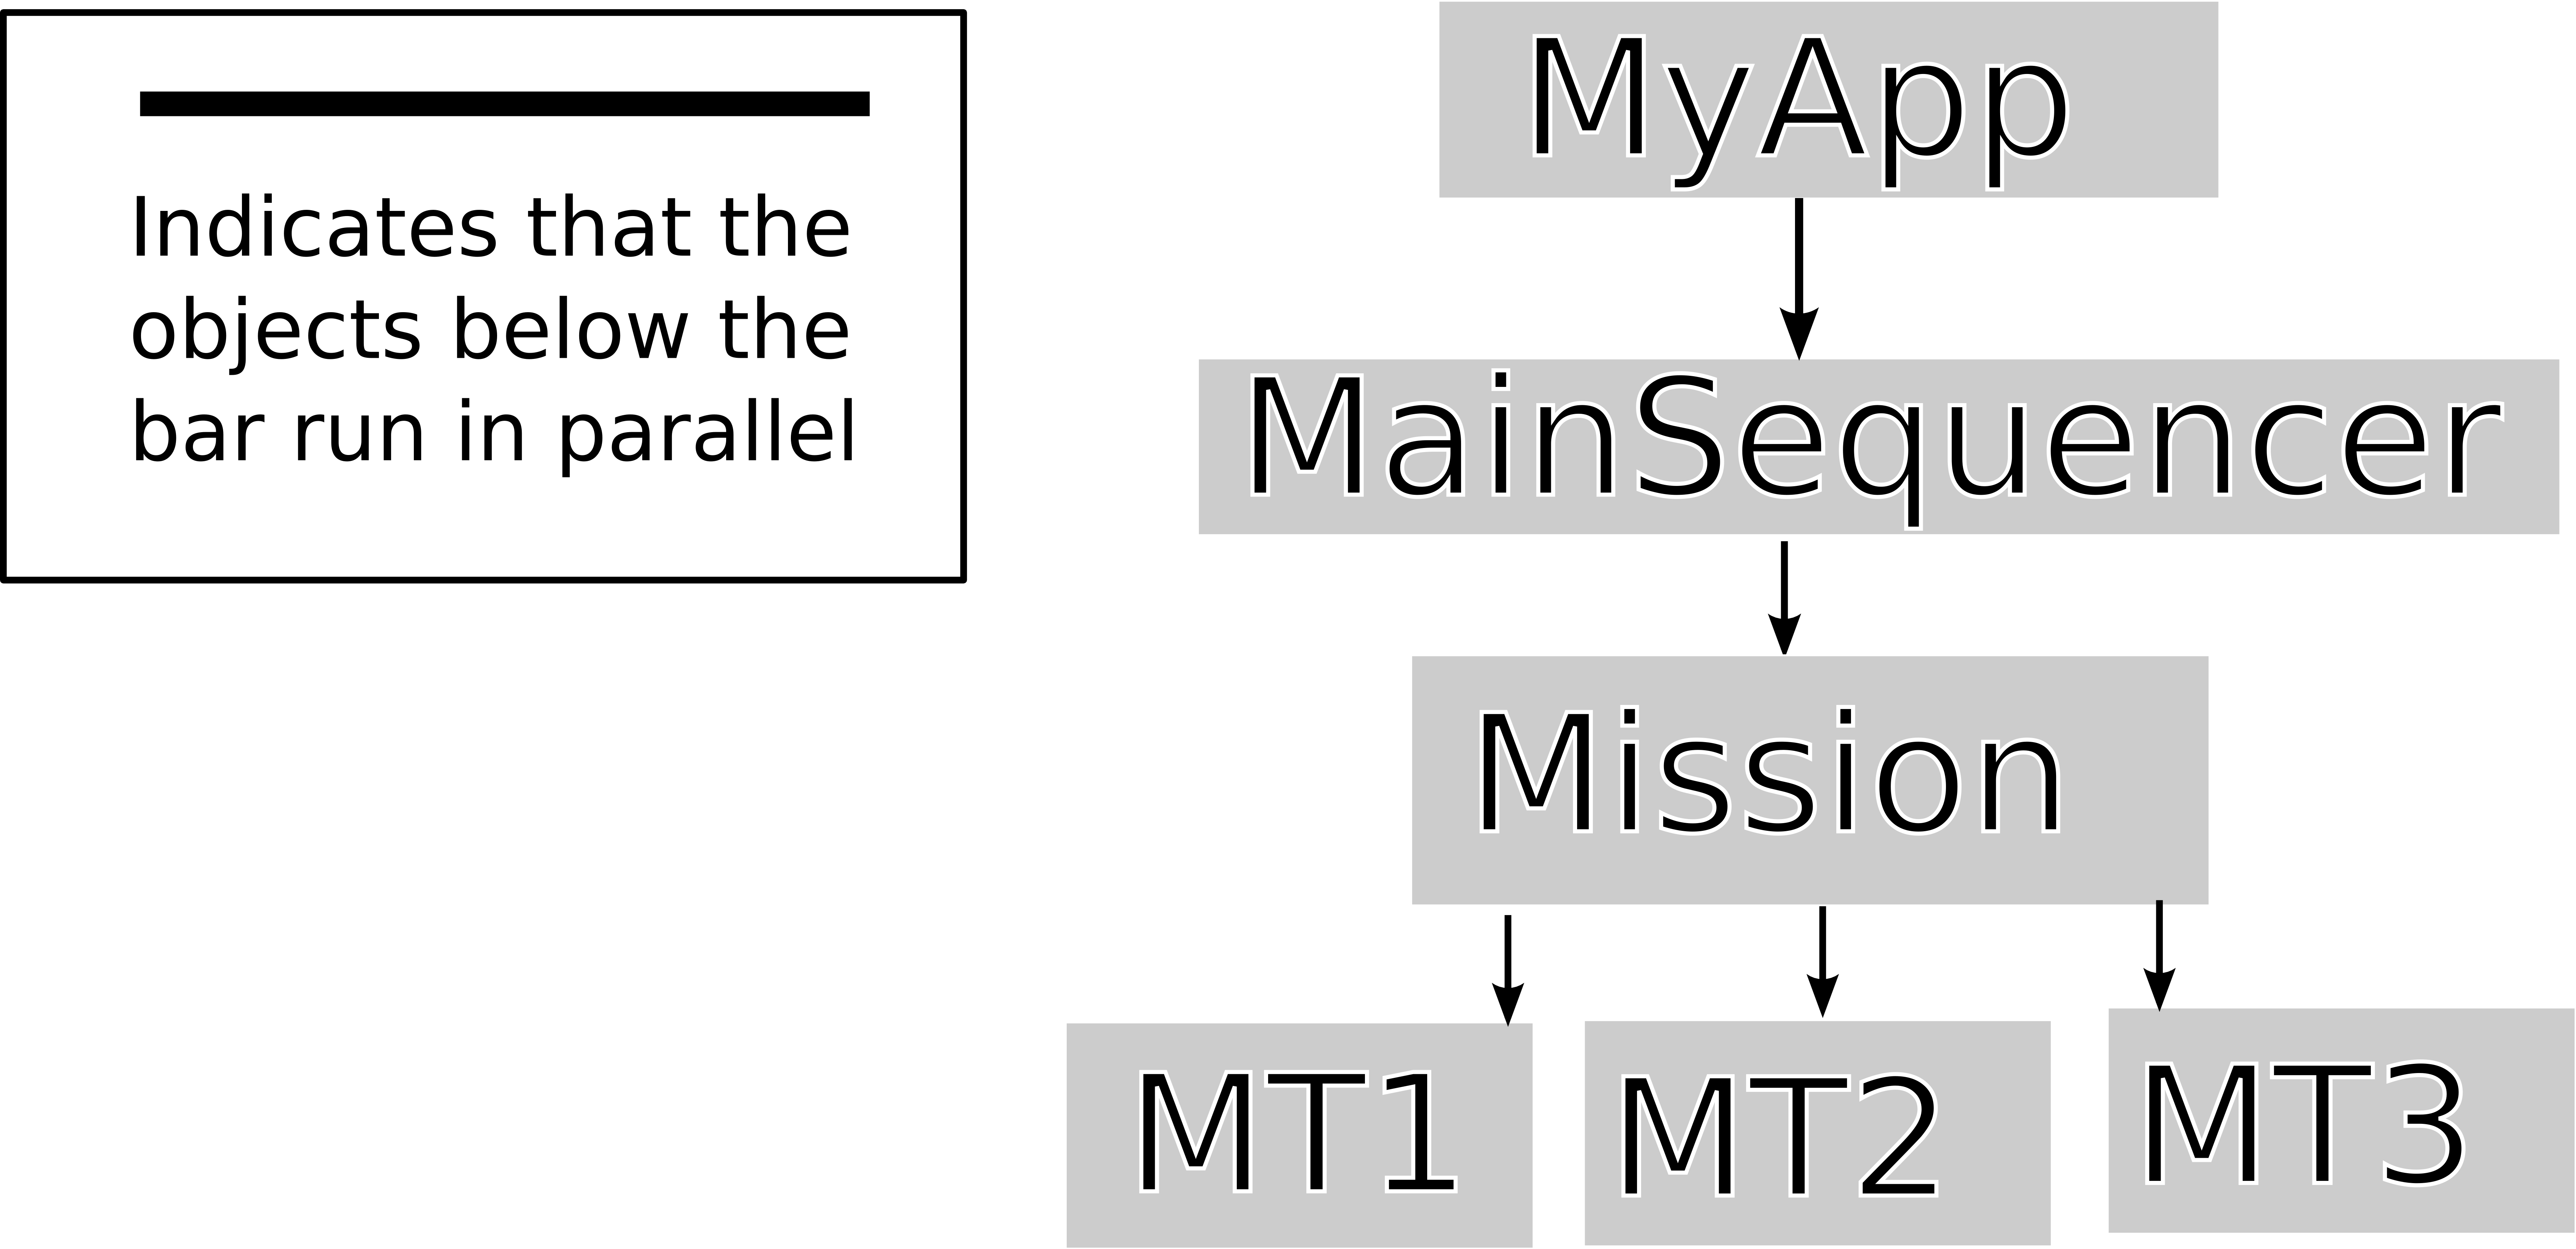 Indicates that the
objects below the
bar run in parallel
MyApp
MainSequencer
Mission
MT1
MT2
MT3